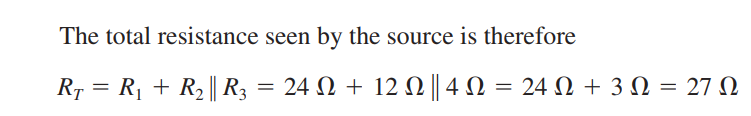 The total resistance seen by the source is therefore
R_T = R_1 + R_2 || R_3 = 24 Ω + 12 Ω || 4 Ω = 24 Ω + 3 Ω = 27 Ω